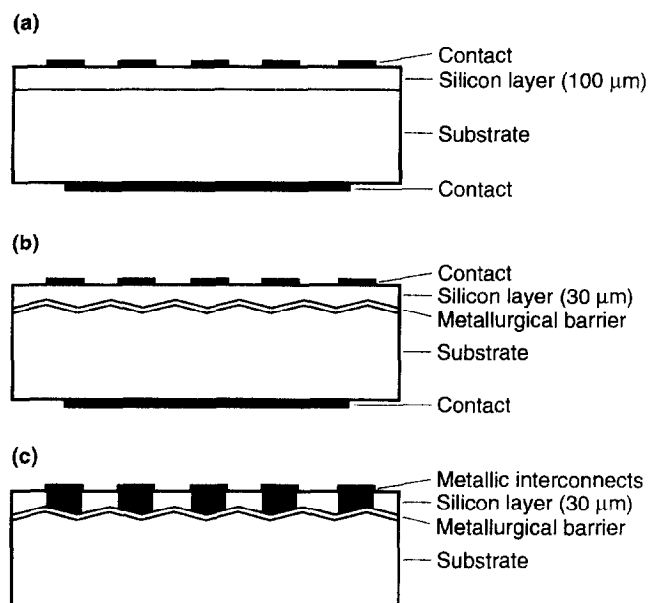 (a)
Contact
Silicon layer (100 μm)
Substrate
Contact
(b)
Contact
Silicon layer (30 μm)
Metallurgical barrier
Substrate
Contact
(c)
Metallic interconnects
Silicon layer (30 μm)
Metallurgical barrier
Substrate